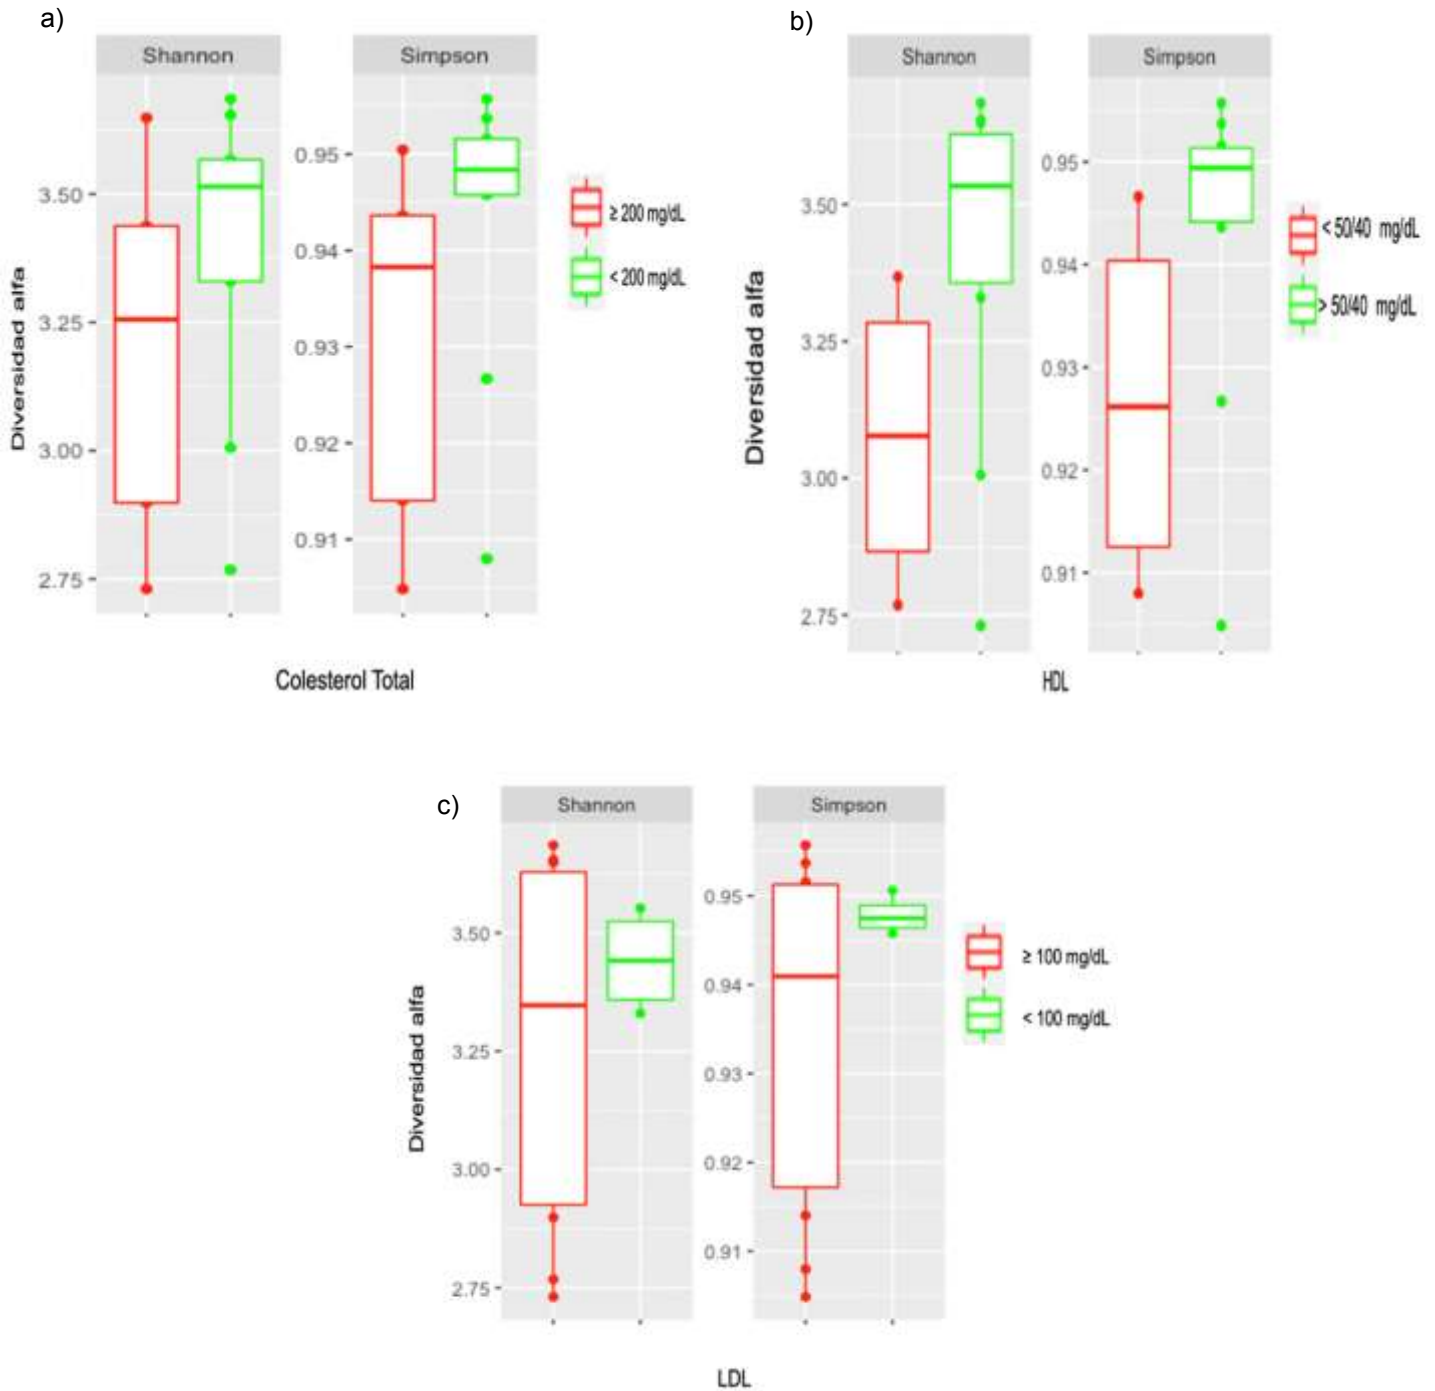 a)
Shannon
Simpson
Diversidad alfa
3.50
3.25
3.00
2.75
0.95
0.94
0.93
0.92
0.91
≥ 200 mg/dL
< 200 mg/dL
Colesterol Total
b)
Shannon
Simpson
Diversidad alfa
3.50
3.25
3.00
2.75
0.95
0.94
0.93
0.92
0.91
< 50/40 mg/dL
> 50/40 mg/dL
HDL
c)
Shannon
Simpson
Diversidad alfa
3.50
3.25
3.00
2.75
0.95
0.94
0.93
0.92
0.91
≥ 100 mg/dL
< 100 mg/dL
LDL